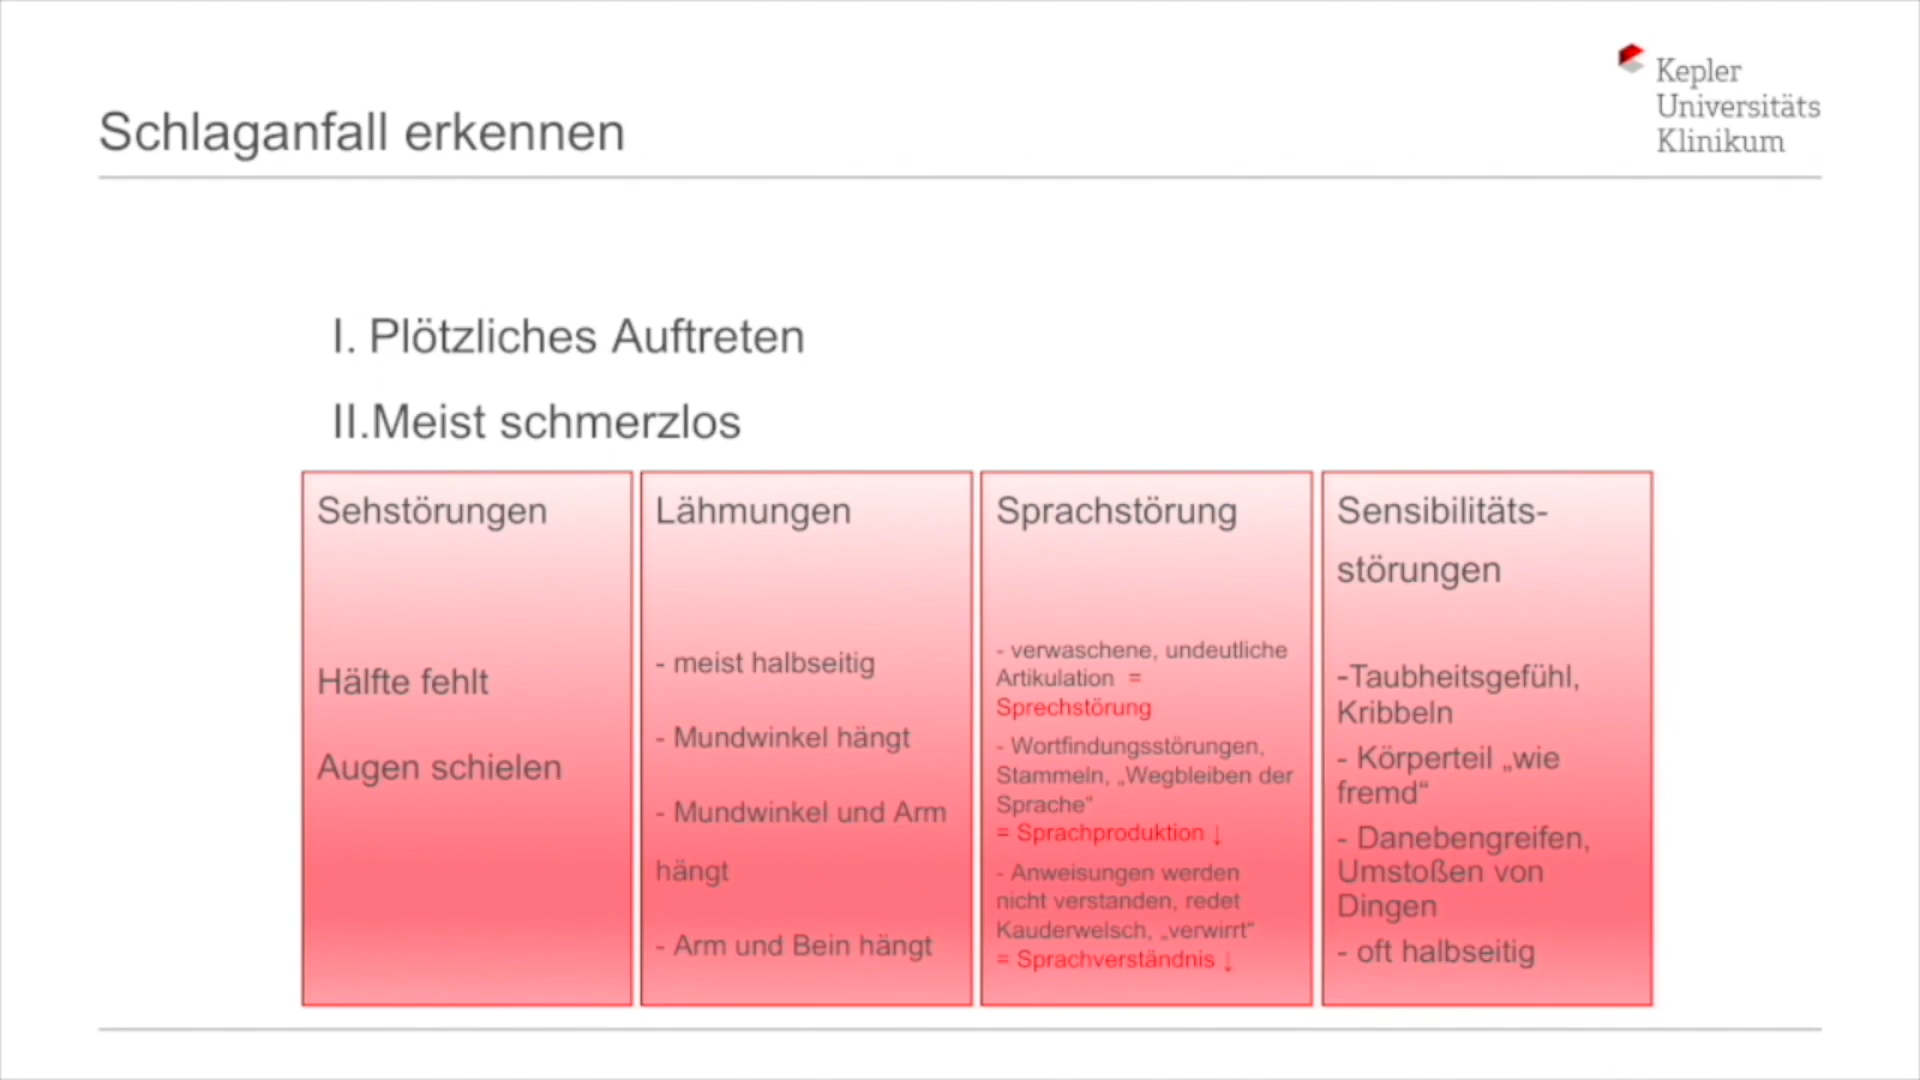 Kepler
Universitäts
Klinikum
Schlaganfall erkennen
I. Plötzliches Auftreten
II.Meist schmerzlos
Sehstörungen
Hälfte fehlt
Augen schielen
Lähmungen
- meist halbseitig
- Mundwinkel hängt
- Mundwinkel und Arm
hängt
- Arm und Bein hängt
Sprachstörung
- verwaschene, undeutliche
Artikulation =
Sprechstörung
- Wortfindungsstörungen,
Stammeln, „Wegbleiben der
Sprache“
= Sprachproduktion ↓
- Anweisungen werden
nicht verstanden, redet
Kauderwelsch, „verwirrt“
= Sprachverständnis ↓
Sensibilitäts-
störungen
-Taubheitsgefühl,
Kribbeln
- Körperteil „wie
fremd“
- Danebengreifen,
Umstoßen von
Dingen
- oft halbseitig